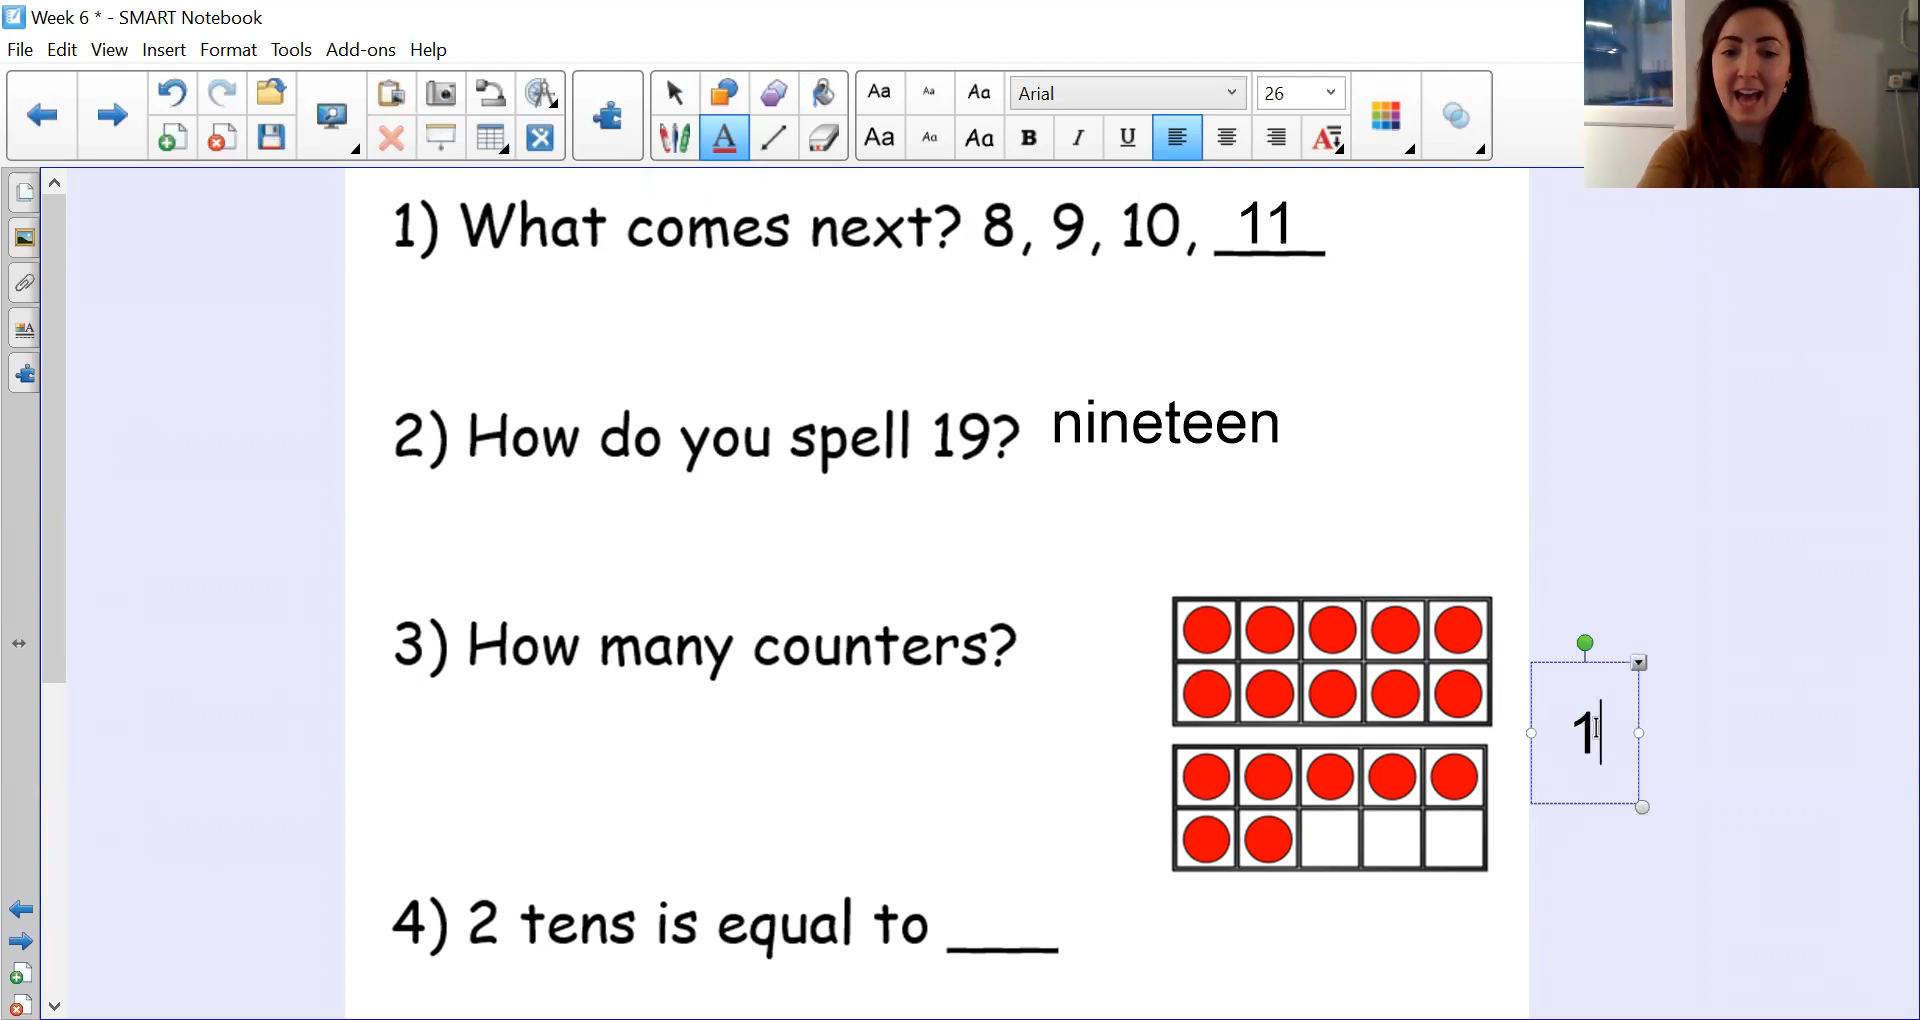 Week 6 * - SMART Notebook
File Edit View Insert Format Tools Add-ons Help
Aa Aa Aa Arial 26
A Aa Aa Aa B I U A
1) What comes next? 8, 9, 10, 11
2) How do you spell 19? nineteen
3) How many counters?
1
4) 2 tens is equal to ____